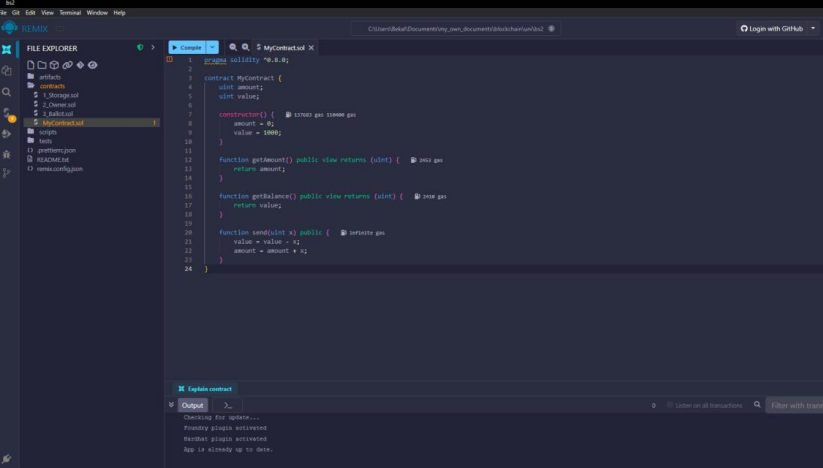 bs2
File Git Edit View Terminal Window Help
REMIX
C:\Users\Bekal\Documents\my_own_documents\blockchain\uni\bs2
Login with GitHub
FILE EXPLORER
artifacts
contracts
1_Storage.sol
2_Owner.sol
3_Ballot.sol
MyContract.sol 1
scripts
tests
.prettierrc.json
README.txt
remix.config.json
2
Compile
MyContract.sol
1 pragma solidity ^0.8.0;
2
3 contract MyContract {
4 uint amount;
5 uint value;
6
7 constructor() { 137603 gas 110400 gas
8 amount = 0;
9 value = 1000;
10 }
11
12 function getAmount() public view returns (uint) { 2453 gas
13 return amount;
14 }
15
16 function getBalance() public view returns (uint) { 2410 gas
17 return value;
18 }
19
20 function send(uint x) public { infinite gas
21 value = value - x;
22 amount = amount + x;
23 }
24 }
Explain contract
Output >_
0 Listen on all transactions
Filter with trans
Checking for update...
Foundry plugin activated
Hardhat plugin activated
App is already up to date.